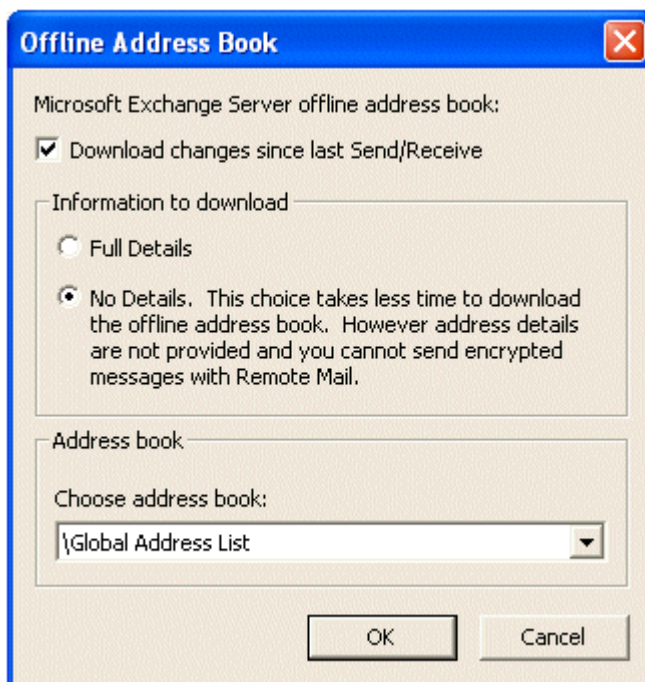 Offline Address Book
Microsoft Exchange Server offline address book:
Download changes since last Send/Receive
Information to download
Full Details
No Details. This choice takes less time to download
the offline address book. However address details
are not provided and you cannot send encrypted
messages with Remote Mail.
Address book
Choose address book:
\Global Address List
OK
Cancel